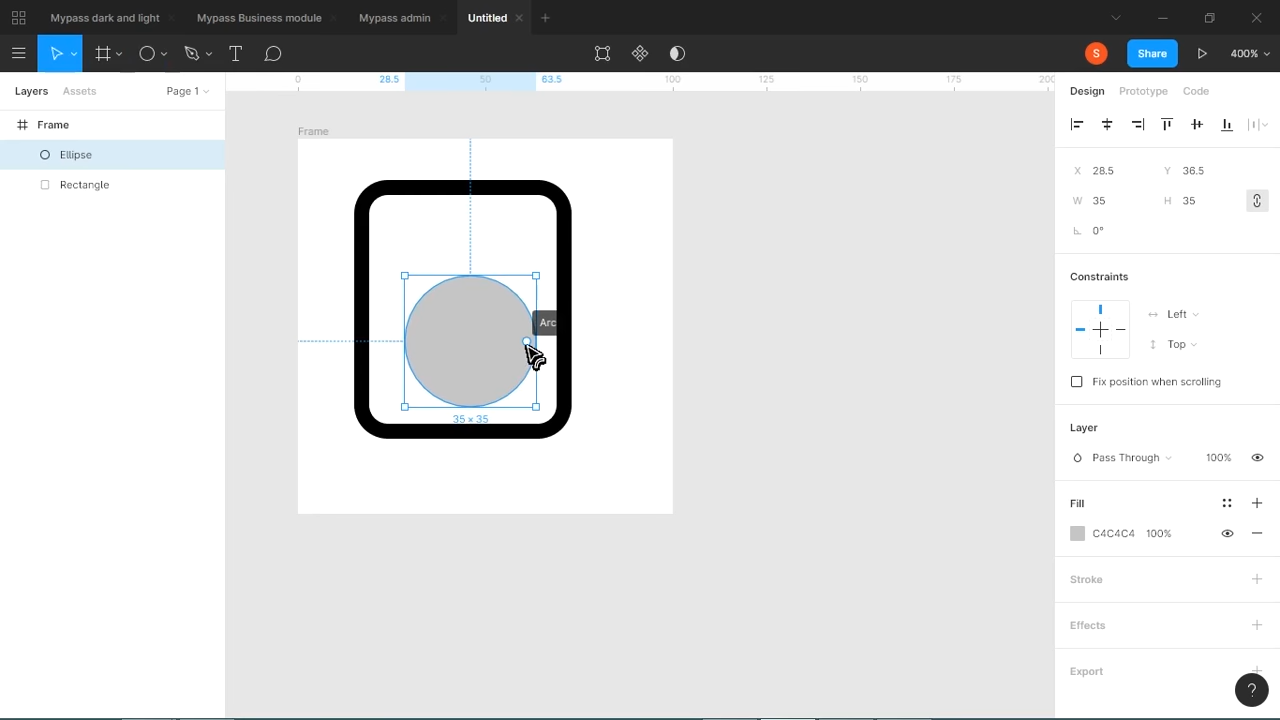 Mypass dark and light
Mypass Business module
Mypass admin
Untitled
S
Share
400%
Layers
Assets
Page 1
0
28.5
50
63.5
100
125
150
175
200
Design
Prototype
Code
Frame
Ellipse
Rectangle
Frame
Arc
35 × 35
X 28.5
Y 36.5
W 35
H 35
0°
Constraints
Left
Top
Fix position when scrolling
Layer
Pass Through
100%
Fill
C4C4C4 100%
Stroke
Effects
Export
?